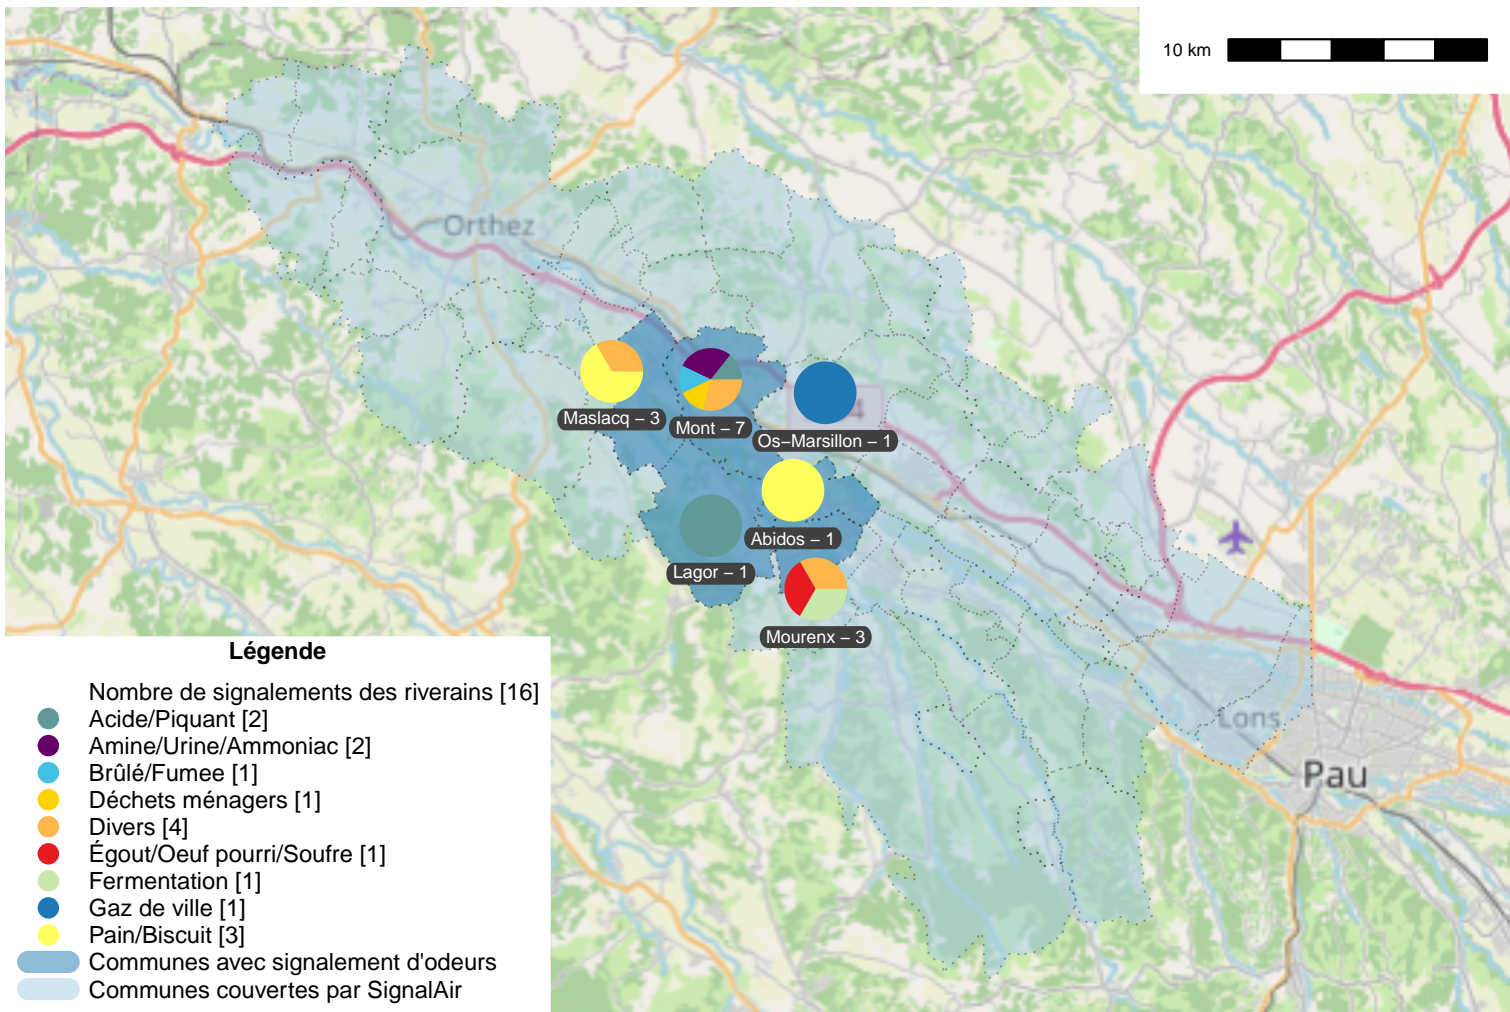 10 km
Orthez
4
Maslacq – 3
Mont – 7
Os–Marsillon – 1
Abidos – 1
Lagor – 1
Mourenx – 3
Lons
Pau
Légende
Nombre de signalements des riverains [16]
Acide/Piquant [2]
Amine/Urine/Ammoniac [2]
Brûlé/Fumee [1]
Déchets ménagers [1]
Divers [4]
Égout/Oeuf pourri/Soufre [1]
Fermentation [1]
Gaz de ville [1]
Pain/Biscuit [3]
Communes avec signalement d'odeurs
Communes couvertes par SignalAir